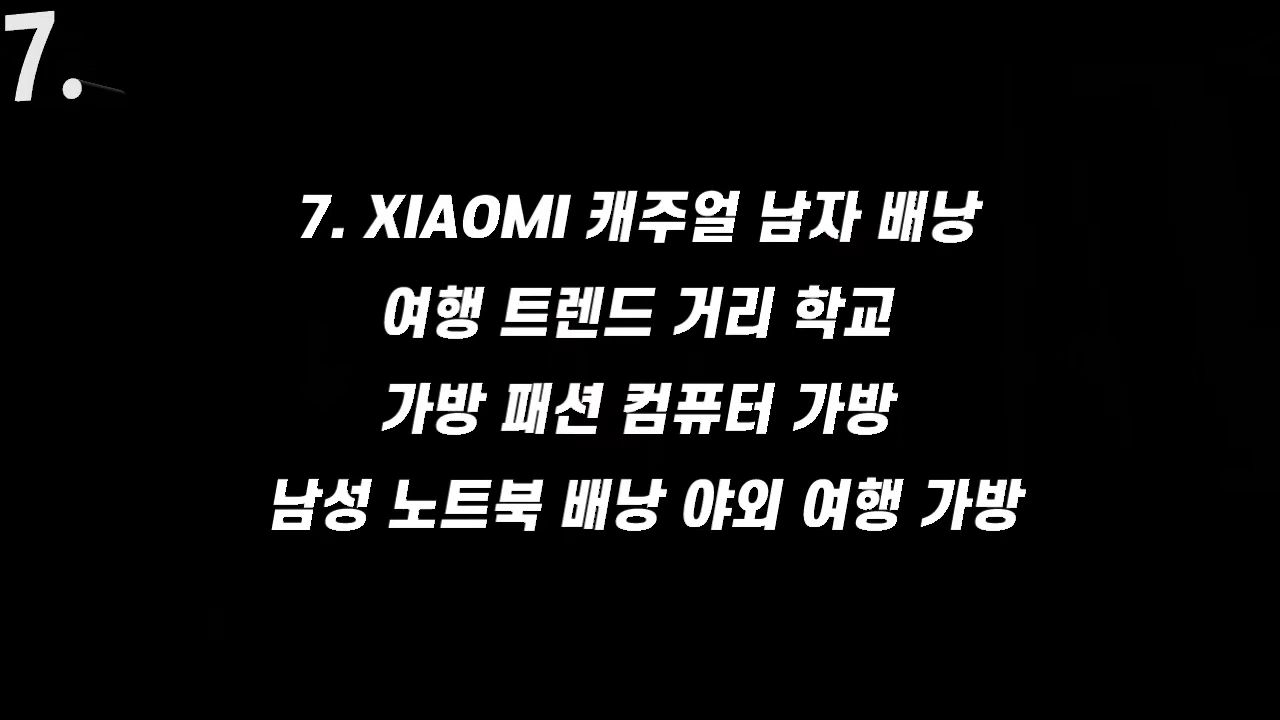 7.
7. XIAOMI 캐주얼 남자 배낭
여행 트렌드 거리 학교
가방 패션 컴퓨터 가방
남성 노트북 배낭 야외 여행 가방